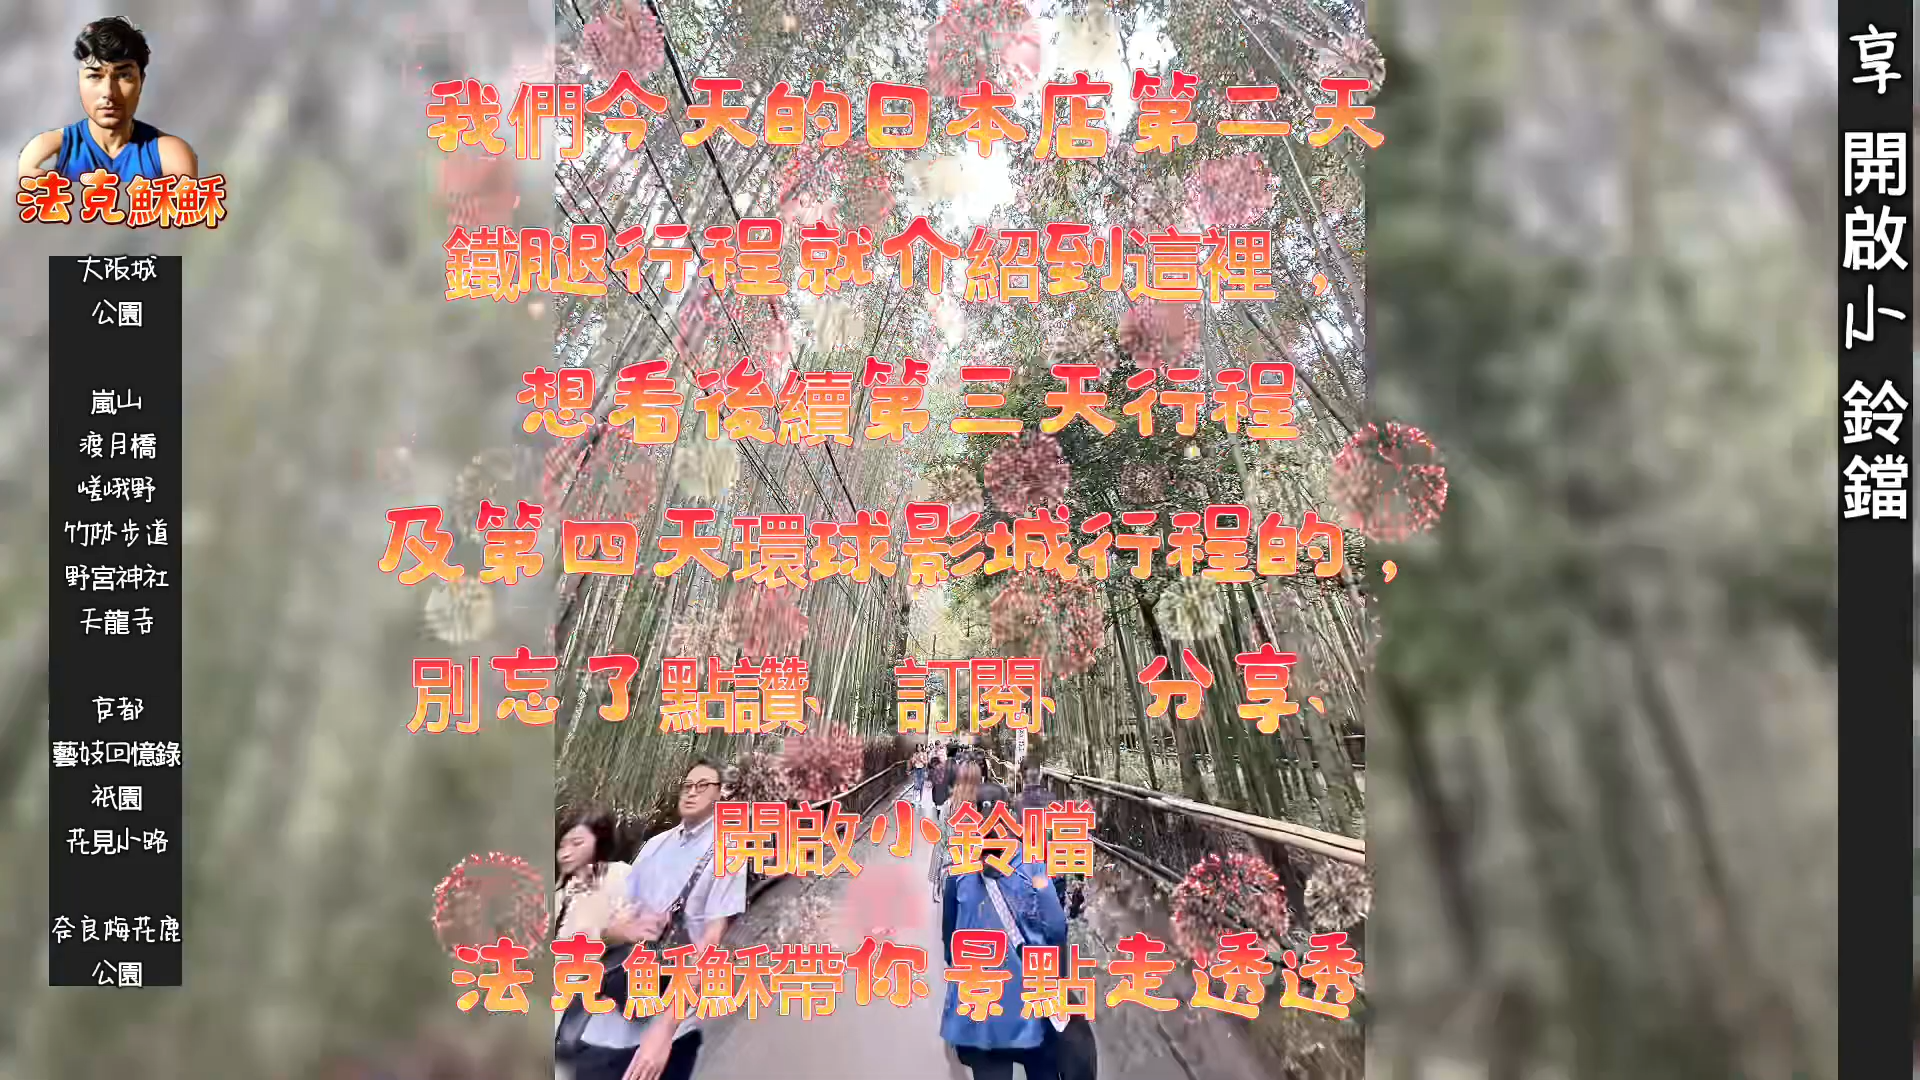 法克穌穌
大阪城
公園
嵐山
渡月橋
嵯峨野
竹林步道
野宮神社
天龍寺
京都
藝妓回憶錄
祇園
花見小路
奈良梅花鹿
公園
我們今天的日本店第二天
鐵腿行程就介紹到這裡，
想看後續第三天行程
及第四天環球影城行程的，
別忘了點讚、 訂閱、 分享、
開啟小鈴噹
法克穌穌帶你景點走透透
享 開啟小 鈴鐺